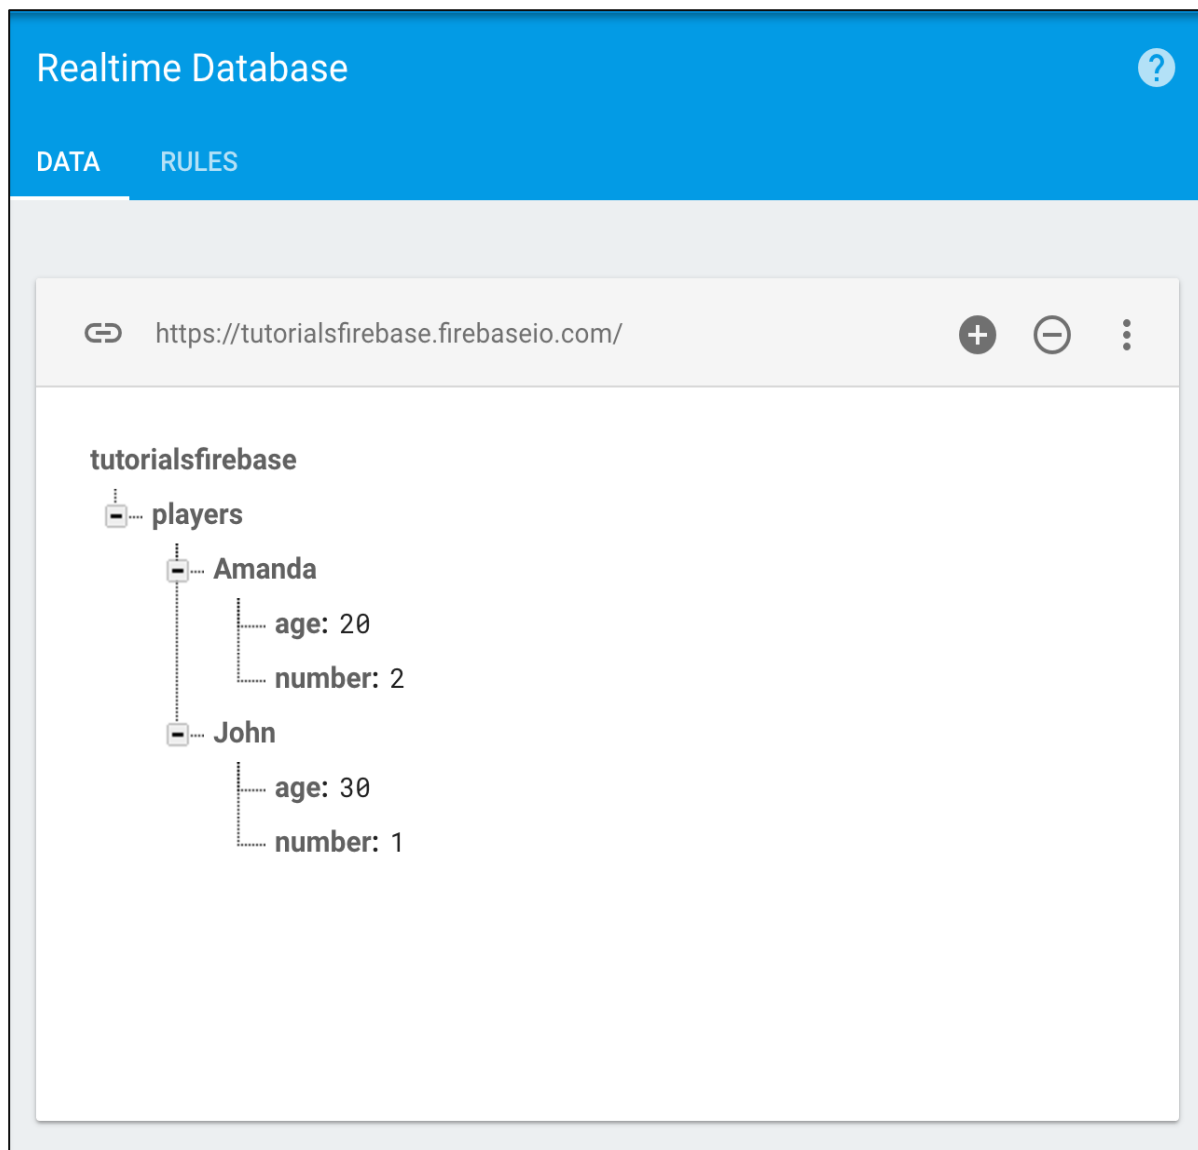 Realtime Database
?
DATA RULES
https://tutorialsfirebase.firebaseio.com/
tutorialsfirebase
players
Amanda
age: 20
number: 2
John
age: 30
number: 1